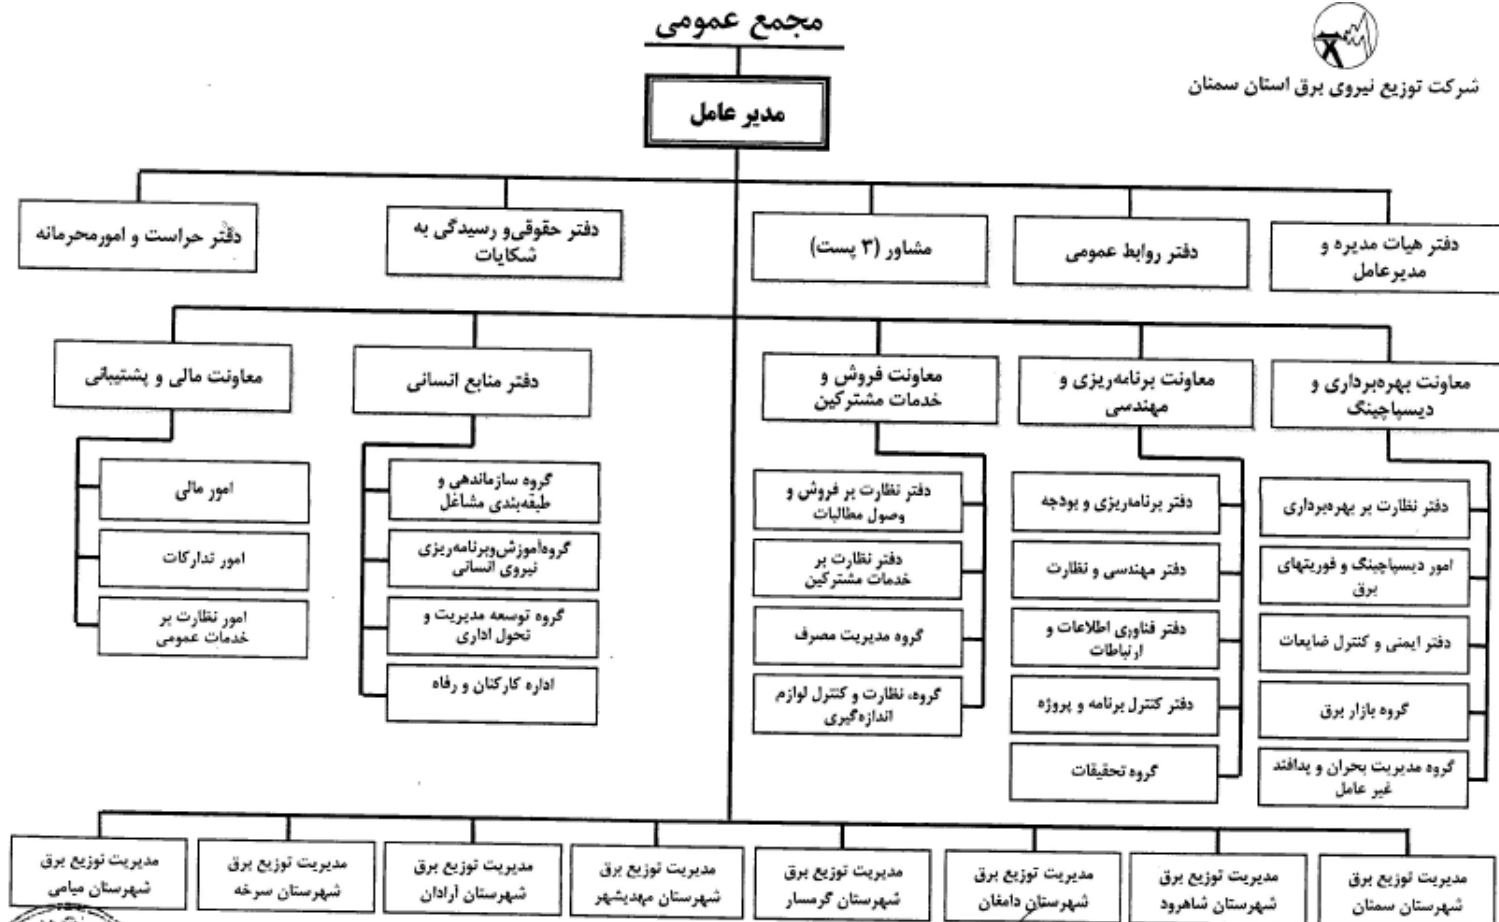 مجمع عمومی
شرکت توزیع نیروی برق استان سمنان
مدیر عامل
دفتر هیات مدیره و
مدیرعامل
دفتر روابط عمومی
مشاور (۳ پست)
دفتر حقوقی و رسیدگی به
شکایات
دفتر حراست و امورمحرمانه
معاونت بهره‌برداری و
دیسپاچینگ
معاونت برنامه‌ریزی و
مهندسی
معاونت فروش و
خدمات مشترکین
دفتر منابع انسانی
معاونت مالی و پشتیبانی
دفتر نظارت بر بهره‌برداری
امور دیسپاچینگ و فوریتهای
برق
دفتر ایمنی و کنترل ضایعات
گروه بازار برق
گروه مدیریت بحران و پدافند
غیر عامل
دفتر برنامه‌ریزی و بودجه
دفتر مهندسی و نظارت
دفتر فناوری اطلاعات و
ارتباطات
دفتر کنترل برنامه و پروژه
گروه تحقیقات
دفتر نظارت بر فروش و
وصول مطالبات
دفتر نظارت بر
خدمات مشترکین
گروه مدیریت مصرف
گروه، نظارت و کنترل لوازم
اندازه‌گیری
گروه سازماندهی و
طبقه‌بندی مشاغل
گروه‌آموزش‌وبرنامه‌ریزی
نیروی انسانی
گروه توسعه مدیریت و
تحول اداری
اداره کارکنان و رفاه
امور مالی
امور تدارکات
امور نظارت بر
خدمات عمومی
مدیریت توزیع برق
شهرستان سمنان
مدیریت توزیع برق
شهرستان شاهرود
مدیریت توزیع برق
شهرستان دامغان
مدیریت توزیع برق
شهرستان گرمسار
مدیریت توزیع برق
شهرستان مهدیشهر
مدیریت توزیع برق
شهرستان آرادان
مدیریت توزیع برق
شهرستان سرخه
مدیریت توزیع برق
شهرستان میامی